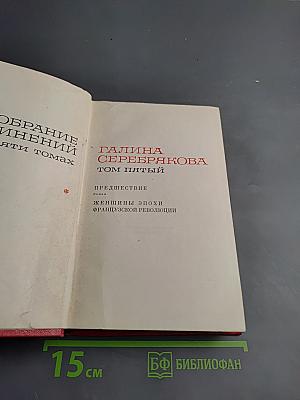 ОБРАНИЕ
ИНЕНИЙ
яти томах
ГАЛИНА
СЕРЕБРЯКОВА
ТОМ ПЯТЫЙ
ПРЕДШЕСТВИЕ
ЖЕНЩИНЫ ЭПОХИ
ФРАНЦУЗСКОЙ РЕВОЛЮЦИИ
15 см
БФ БИБЛИОФАН